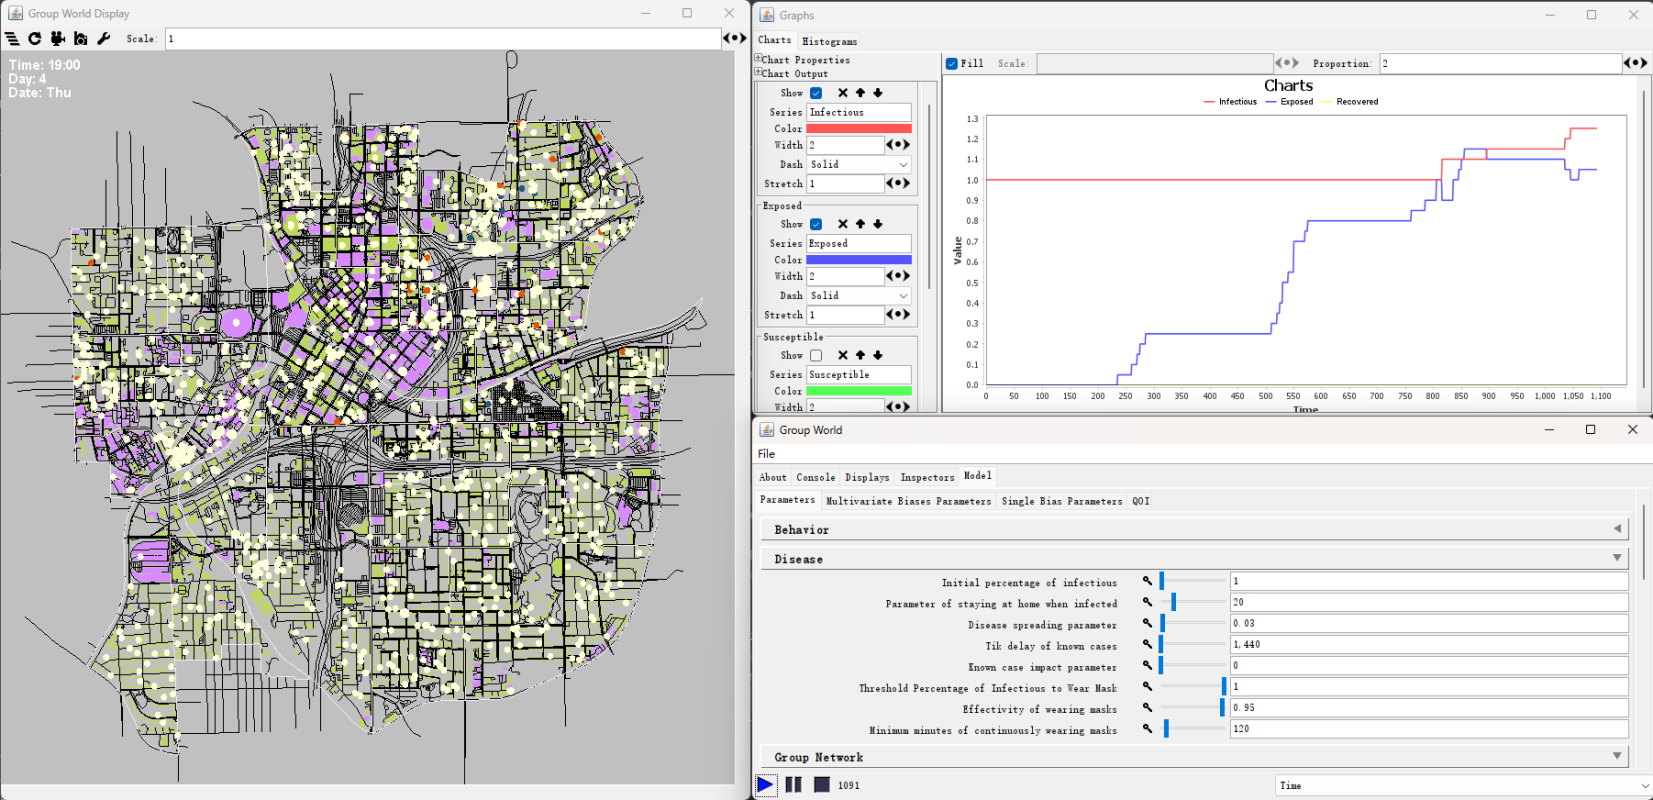 Group World Display
Scale: 1
Time: 19:00
Day: 4
Date: Thu
Graphs
Charts Histograms
Chart Properties
Chart Output
Show
Series Infectious
Color
Width 2
Dash Solid
Stretch 1
Exposed
Show
Series Exposed
Color
Width 2
Dash Solid
Stretch 1
Susceptible
Show
Series Susceptible
Color
Width 2
Fill Scale: Proportion: 2
Charts
Infectious Exposed Recovered
1.3
1.2
1.1
1.0
0.9
0.8
0.7
0.6
0.5
0.4
0.3
0.2
0.1
0.0
Value
0 50 100 150 200 250 300 350 400 450 500 550 600 650 700 750 800 850 900 950 1,000 1,050 1,100
Time
Group World
File
About Console Displays Inspectors Model
Parameters Multivariate Biases Parameters Single Bias Parameters QOI
Behavior
Disease
Initial percentage of infectious 1
Parameter of staying at home when infected 20
Disease spreading parameter 0.03
Tik delay of known cases 1,440
Known case impact parameter 0
Threshold Percentage of Infectious to Wear Mask 1
Effectivity of wearing masks 0.95
Minimum minutes of continuously wearing masks 120
Group Network
1091
Time